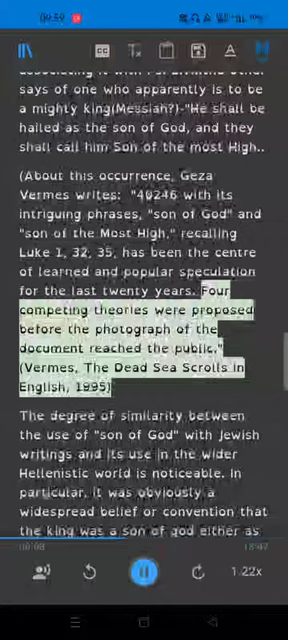 09:59
CC
A
says of one who apparently is to be
a mighty king(Messiah?)-"He shall be
hailed as the son of God, and they
shall call him Son of the most High..
(About this occurrence, Geza
Vermes writes: "4Q246 with its
intriguing phrases, "son of God" and
"son of the Most High," recalling
Luke 1, 32, 35, has been the centre
of learned and popular speculation
for the last twenty years. Four
competing theories were proposed
before the photograph of the
document reached the public."
(Vermes, The Dead Sea Scrolls in
English, 1995)
The degree of similarity between
the use of "son of God" with Jewish
writings and its use in the wider
Hellenistic world is noticeable. In
particular, it was obviously a
widespread belief or convention that
the king was a son of god either as
00:08
1.22x